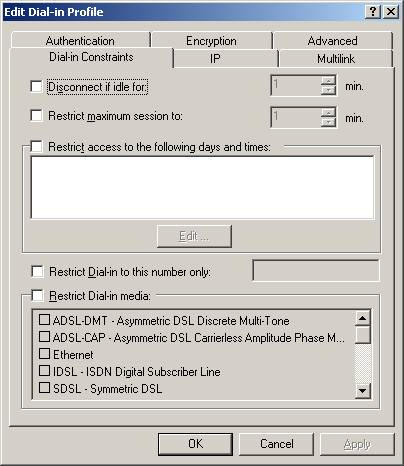 Edit Dial-in Profile
Authentication Encryption Advanced
Dial-in Constraints IP Multilink
Disconnect if idle for: 1 min.
Restrict maximum session to: 1 min.
Restrict access to the following days and times:
Edit ...
Restrict Dial-in to this number only:
Restrict Dial-in media:
ADSL-DMT - Asymmetric DSL Discrete Multi-Tone
ADSL-CAP - Asymmetric DSL Carrierless Amplitude Phase M...
Ethernet
IDSL - ISDN Digital Subscriber Line
SDSL - Symmetric DSL
OK Cancel Apply